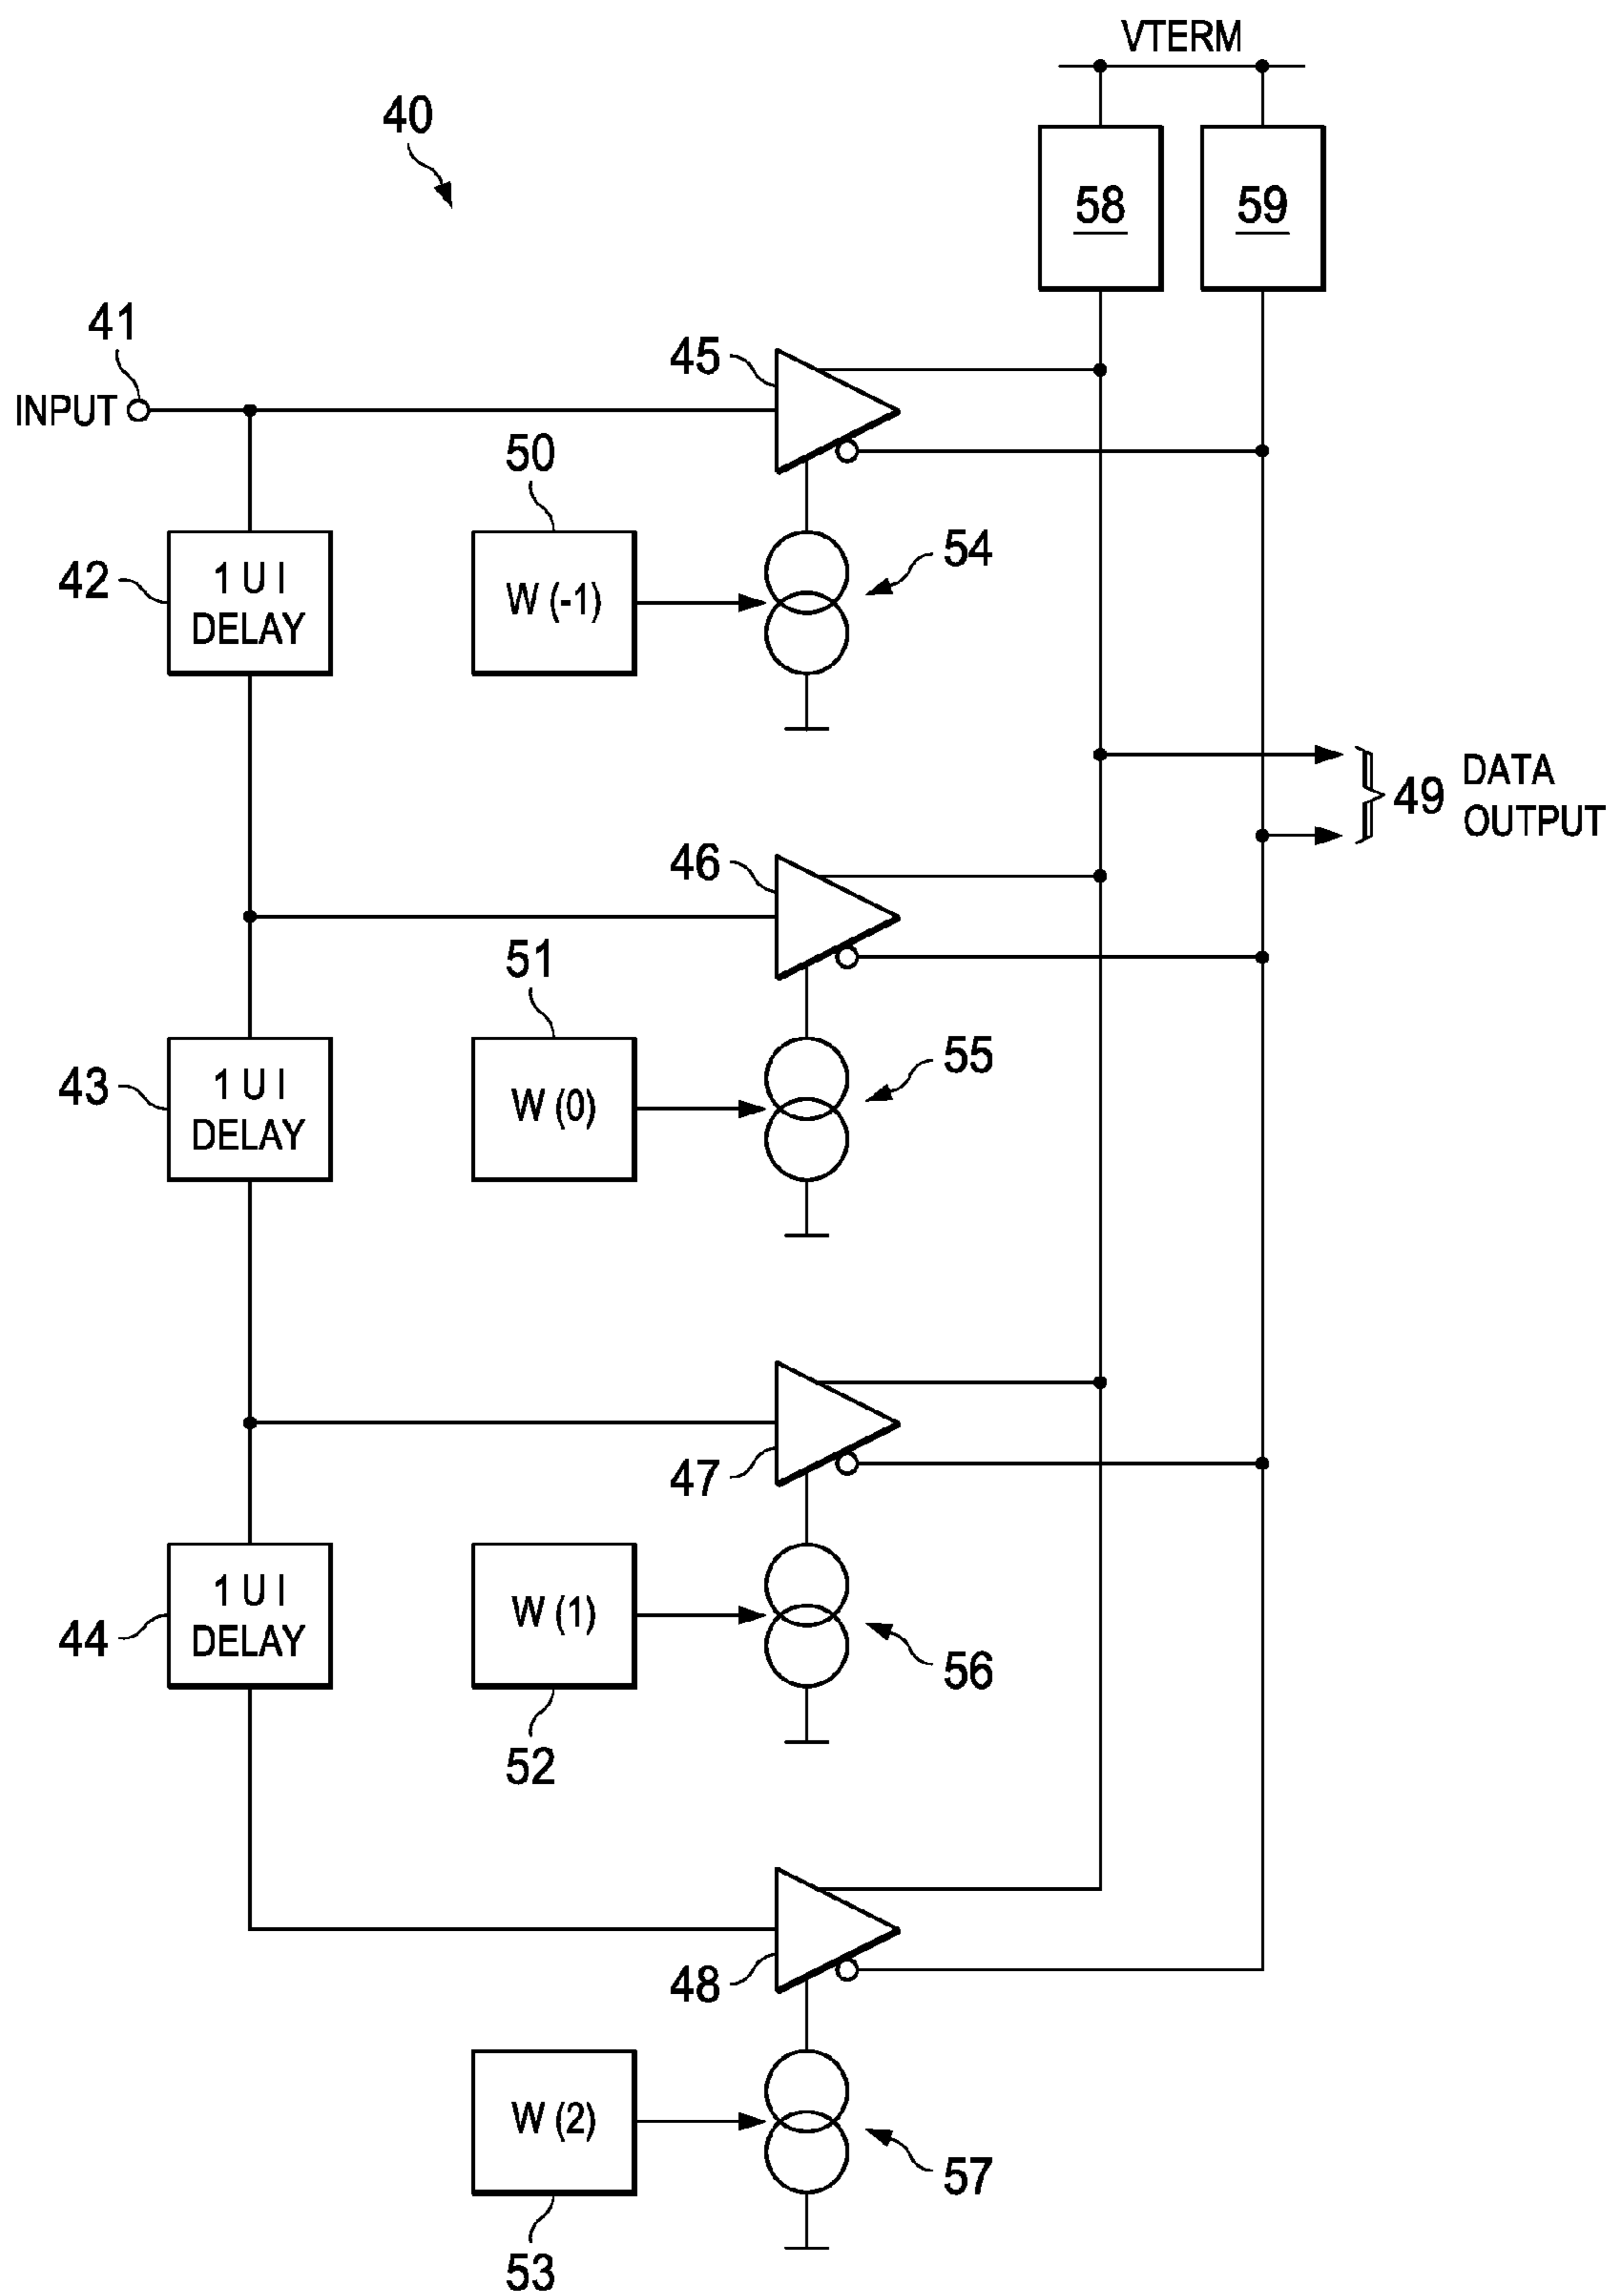 VTERM
40
58
59
41
INPUT
45
50
42
1 U I
DELAY
W (-1)
54
49
DATA
OUTPUT
46
51
43
1 U I
DELAY
W (0)
55
47
44
1 U I
DELAY
W (1)
56
52
48
W (2)
57
53